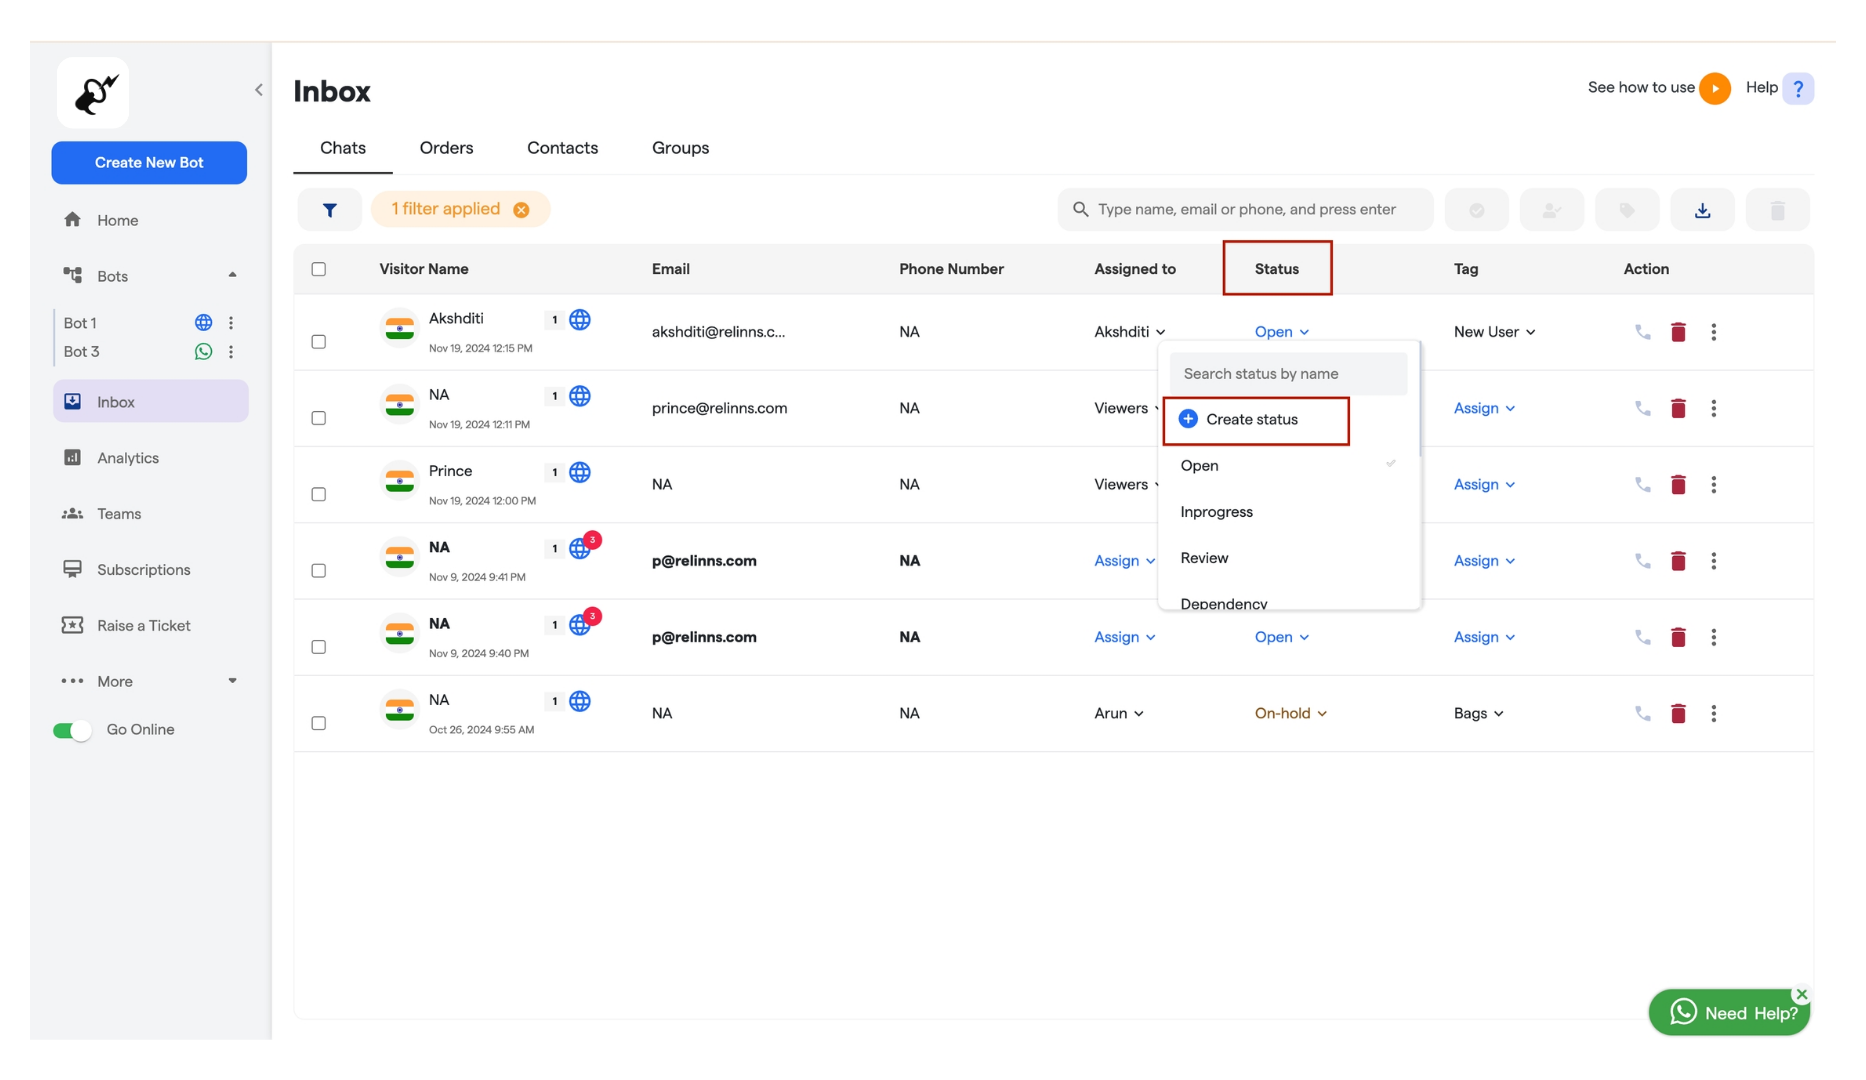 Inbox
See how to use
Help ?
Create New Bot
Chats Orders Contacts Groups
1 filter applied
Type name, email or phone, and press enter
Home
Bots
Bot 1
Bot 3
Inbox
Analytics
Teams
Subscriptions
Raise a Ticket
More
Go Online
Visitor Name Email Phone Number Assigned to Status Tag Action
Akshditi 1 akshditi@relinns.c... NA Akshditi Open New User
Nov 19, 2024 12:15 PM
NA 1 prince@relinns.com NA Viewers Assign
Nov 19, 2024 12:11 PM
Prince 1 NA NA Viewers Assign
Nov 19, 2024 12:00 PM
NA 1 3 p@relinns.com NA Assign Assign
Nov 9, 2024 9:41 PM
NA 1 3 p@relinns.com NA Assign Open Assign
Nov 9, 2024 9:40 PM
NA 1 NA NA Arun On-hold Bags
Oct 26, 2024 9:55 AM
Search status by name
Create status
Open
Inprogress
Review
Dependency
Need Help?